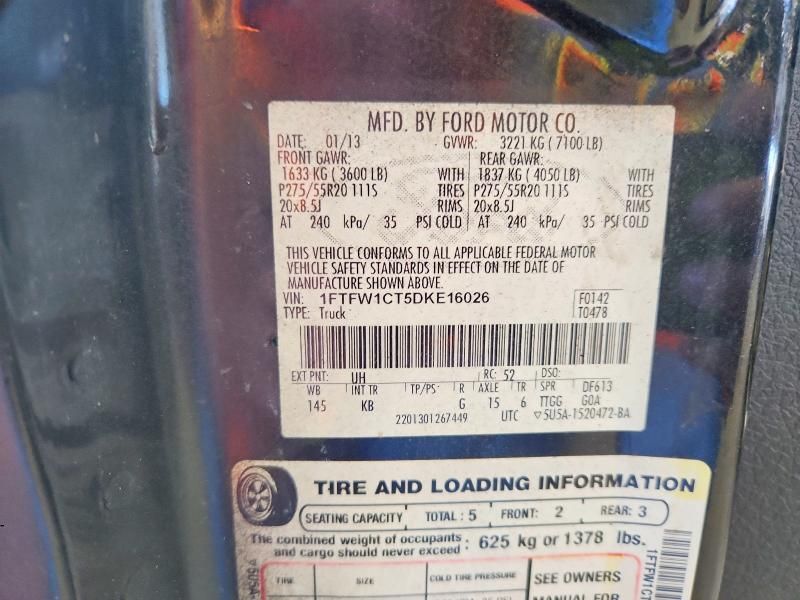 MFD. BY FORD MOTOR CO.
DATE: 01/13 GVWR: 3221 KG ( 7100 LB)
FRONT GAWR: REAR GAWR:
1633 KG ( 3600 LB) WITH 1837 KG ( 4050 LB) WITH
P275/55R20 111S TIRES P275/55R20 111S TIRES
20x8.5J RIMS 20x8.5J RIMS
AT 240 kPa/ 35 PSI COLD AT 240 kPa/ 35 PSI COLD
THIS VEHICLE CONFORMS TO ALL APPLICABLE FEDERAL MOTOR
VEHICLE SAFETY STANDARDS IN EFFECT ON THE DATE OF
MANUFACTURE SHOWN ABOVE.
VIN: 1FTFW1CT5DKE16026 F0142
TYPE: Truck T0478
EXT PNT: UH RC: 52 DSO:
WB INT TR TP/PS R AXLE TR SPR DF613
145 KB G 15 6 TTGG GOA
2201301267449 UTC ▽5U5A-1520472-BA
TIRE AND LOADING INFORMATION
SEATING CAPACITY TOTAL : 5 FRONT: 2 REAR: 3
The combined weight of occupants : 625 kg or 1378 lbs.
and cargo should never exceed
TIRE SIZE COLD TIRE PRESSURE SEE OWNERS
MANUAL FOR
1FTFW1CT